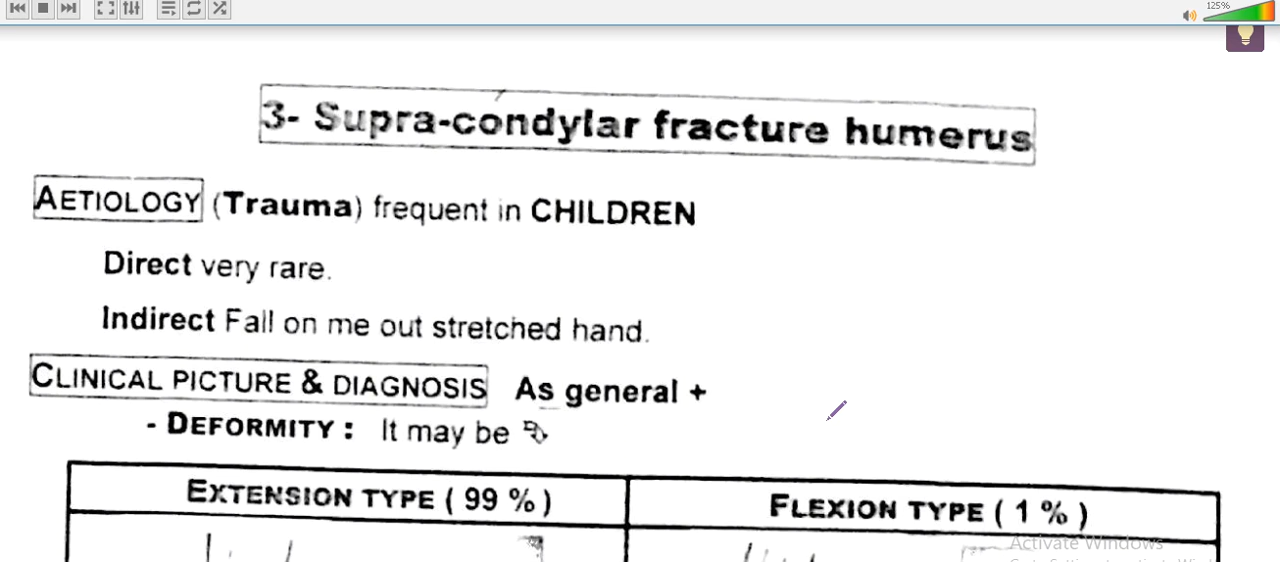 125%
3- Supra-condylar fracture humerus
AETIOLOGY (Trauma) frequent in CHILDREN
Direct very rare.
Indirect Fall on me out stretched hand.
CLINICAL PICTURE & DIAGNOSIS As general +
- DEFORMITY : It may be
EXTENSION TYPE ( 99 % ) FLEXION TYPE ( 1 % )
Activate Windows